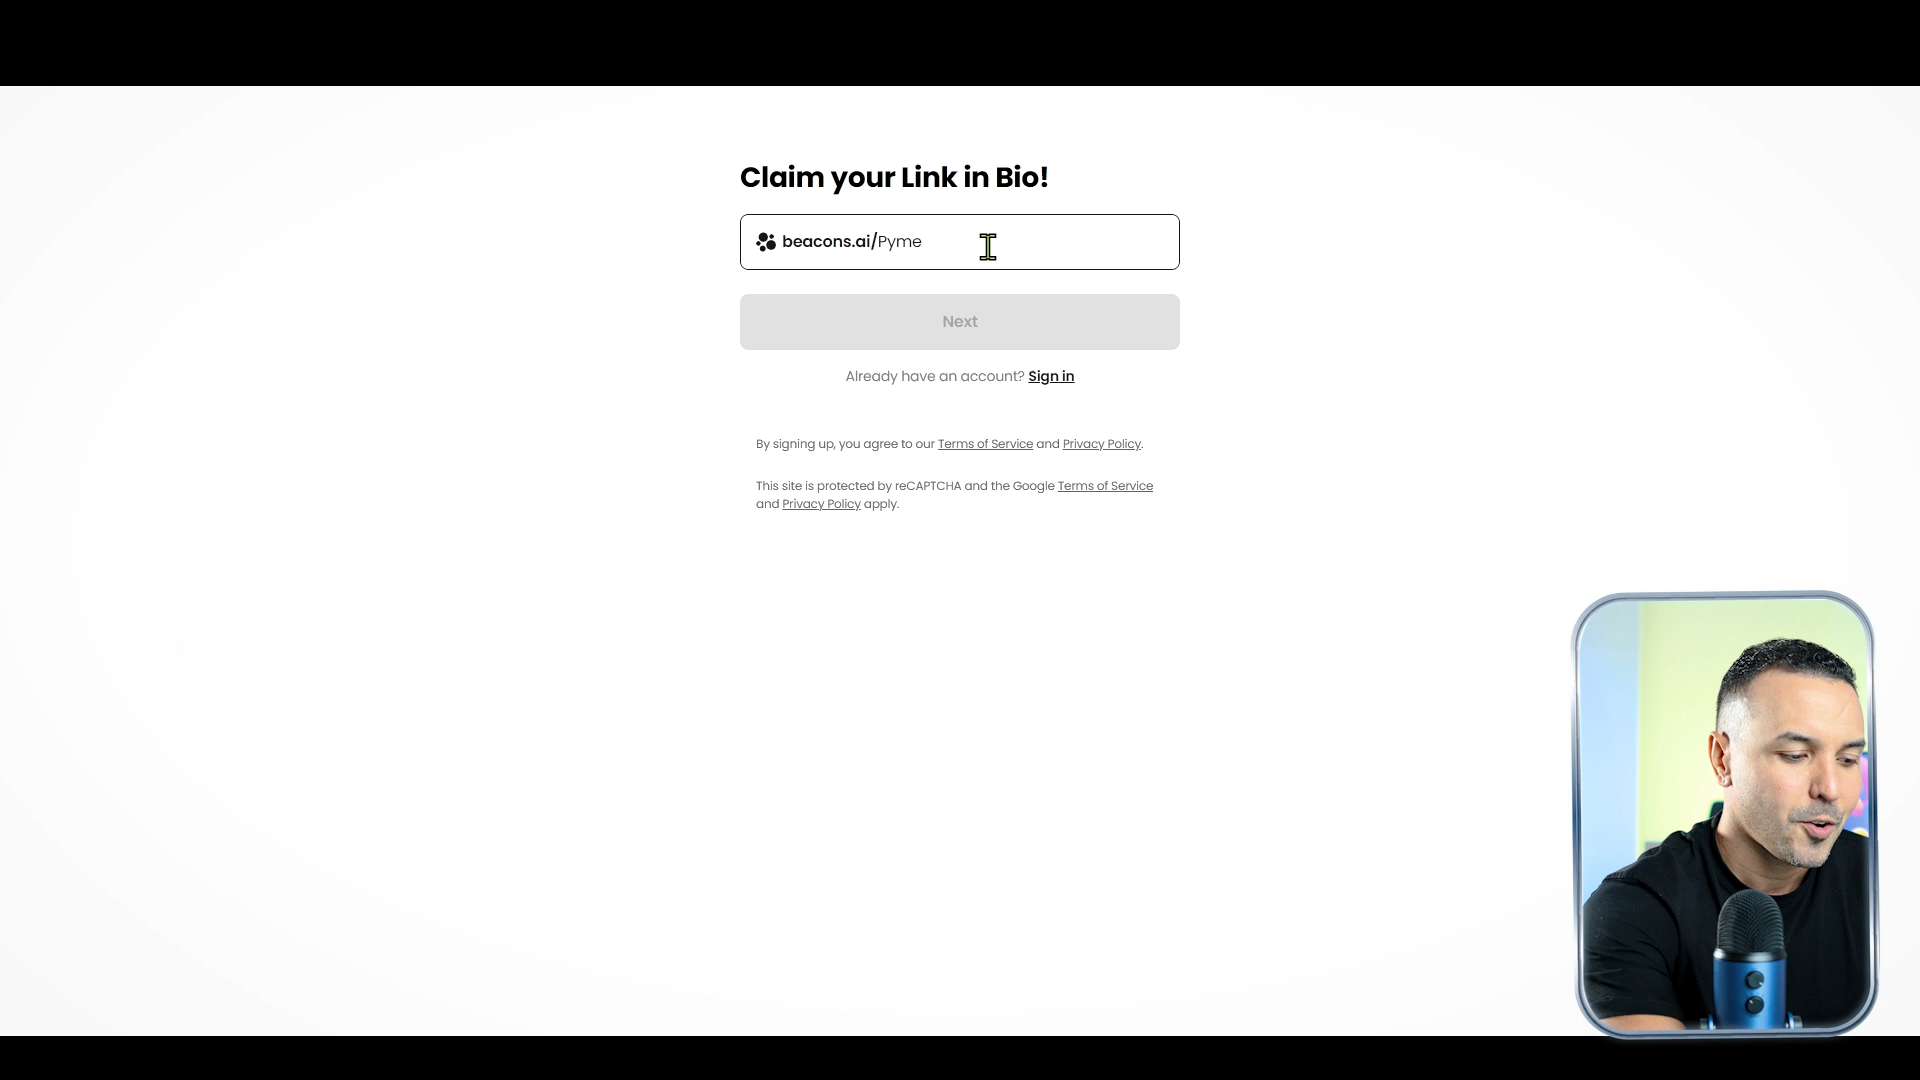 Claim your Link in Bio!
beacons.ai/Pyme
Next
Already have an account? Sign in
By signing up, you agree to our Terms of Service and Privacy Policy.
This site is protected by reCAPTCHA and the Google Terms of Service
and Privacy Policy apply.